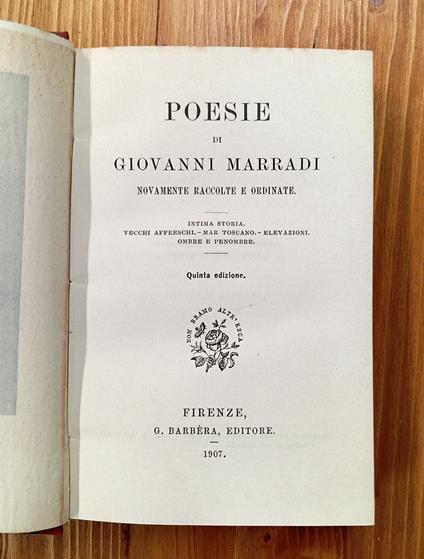 POESIE
DI
GIOVANNI MARRADI
NOVAMENTE RACCOLTE E ORDINATE.
INTIMA STORIA.
VECCHI AFFRESCHI. - MAR TOSCANO. - ELEVAZIONI.
OMBRE E PENOMBRE.
Quinta edizione.
NON BRAMO ALTR'ESCA
FIRENZE,
G. BARBÈRA, EDITORE.
1907.